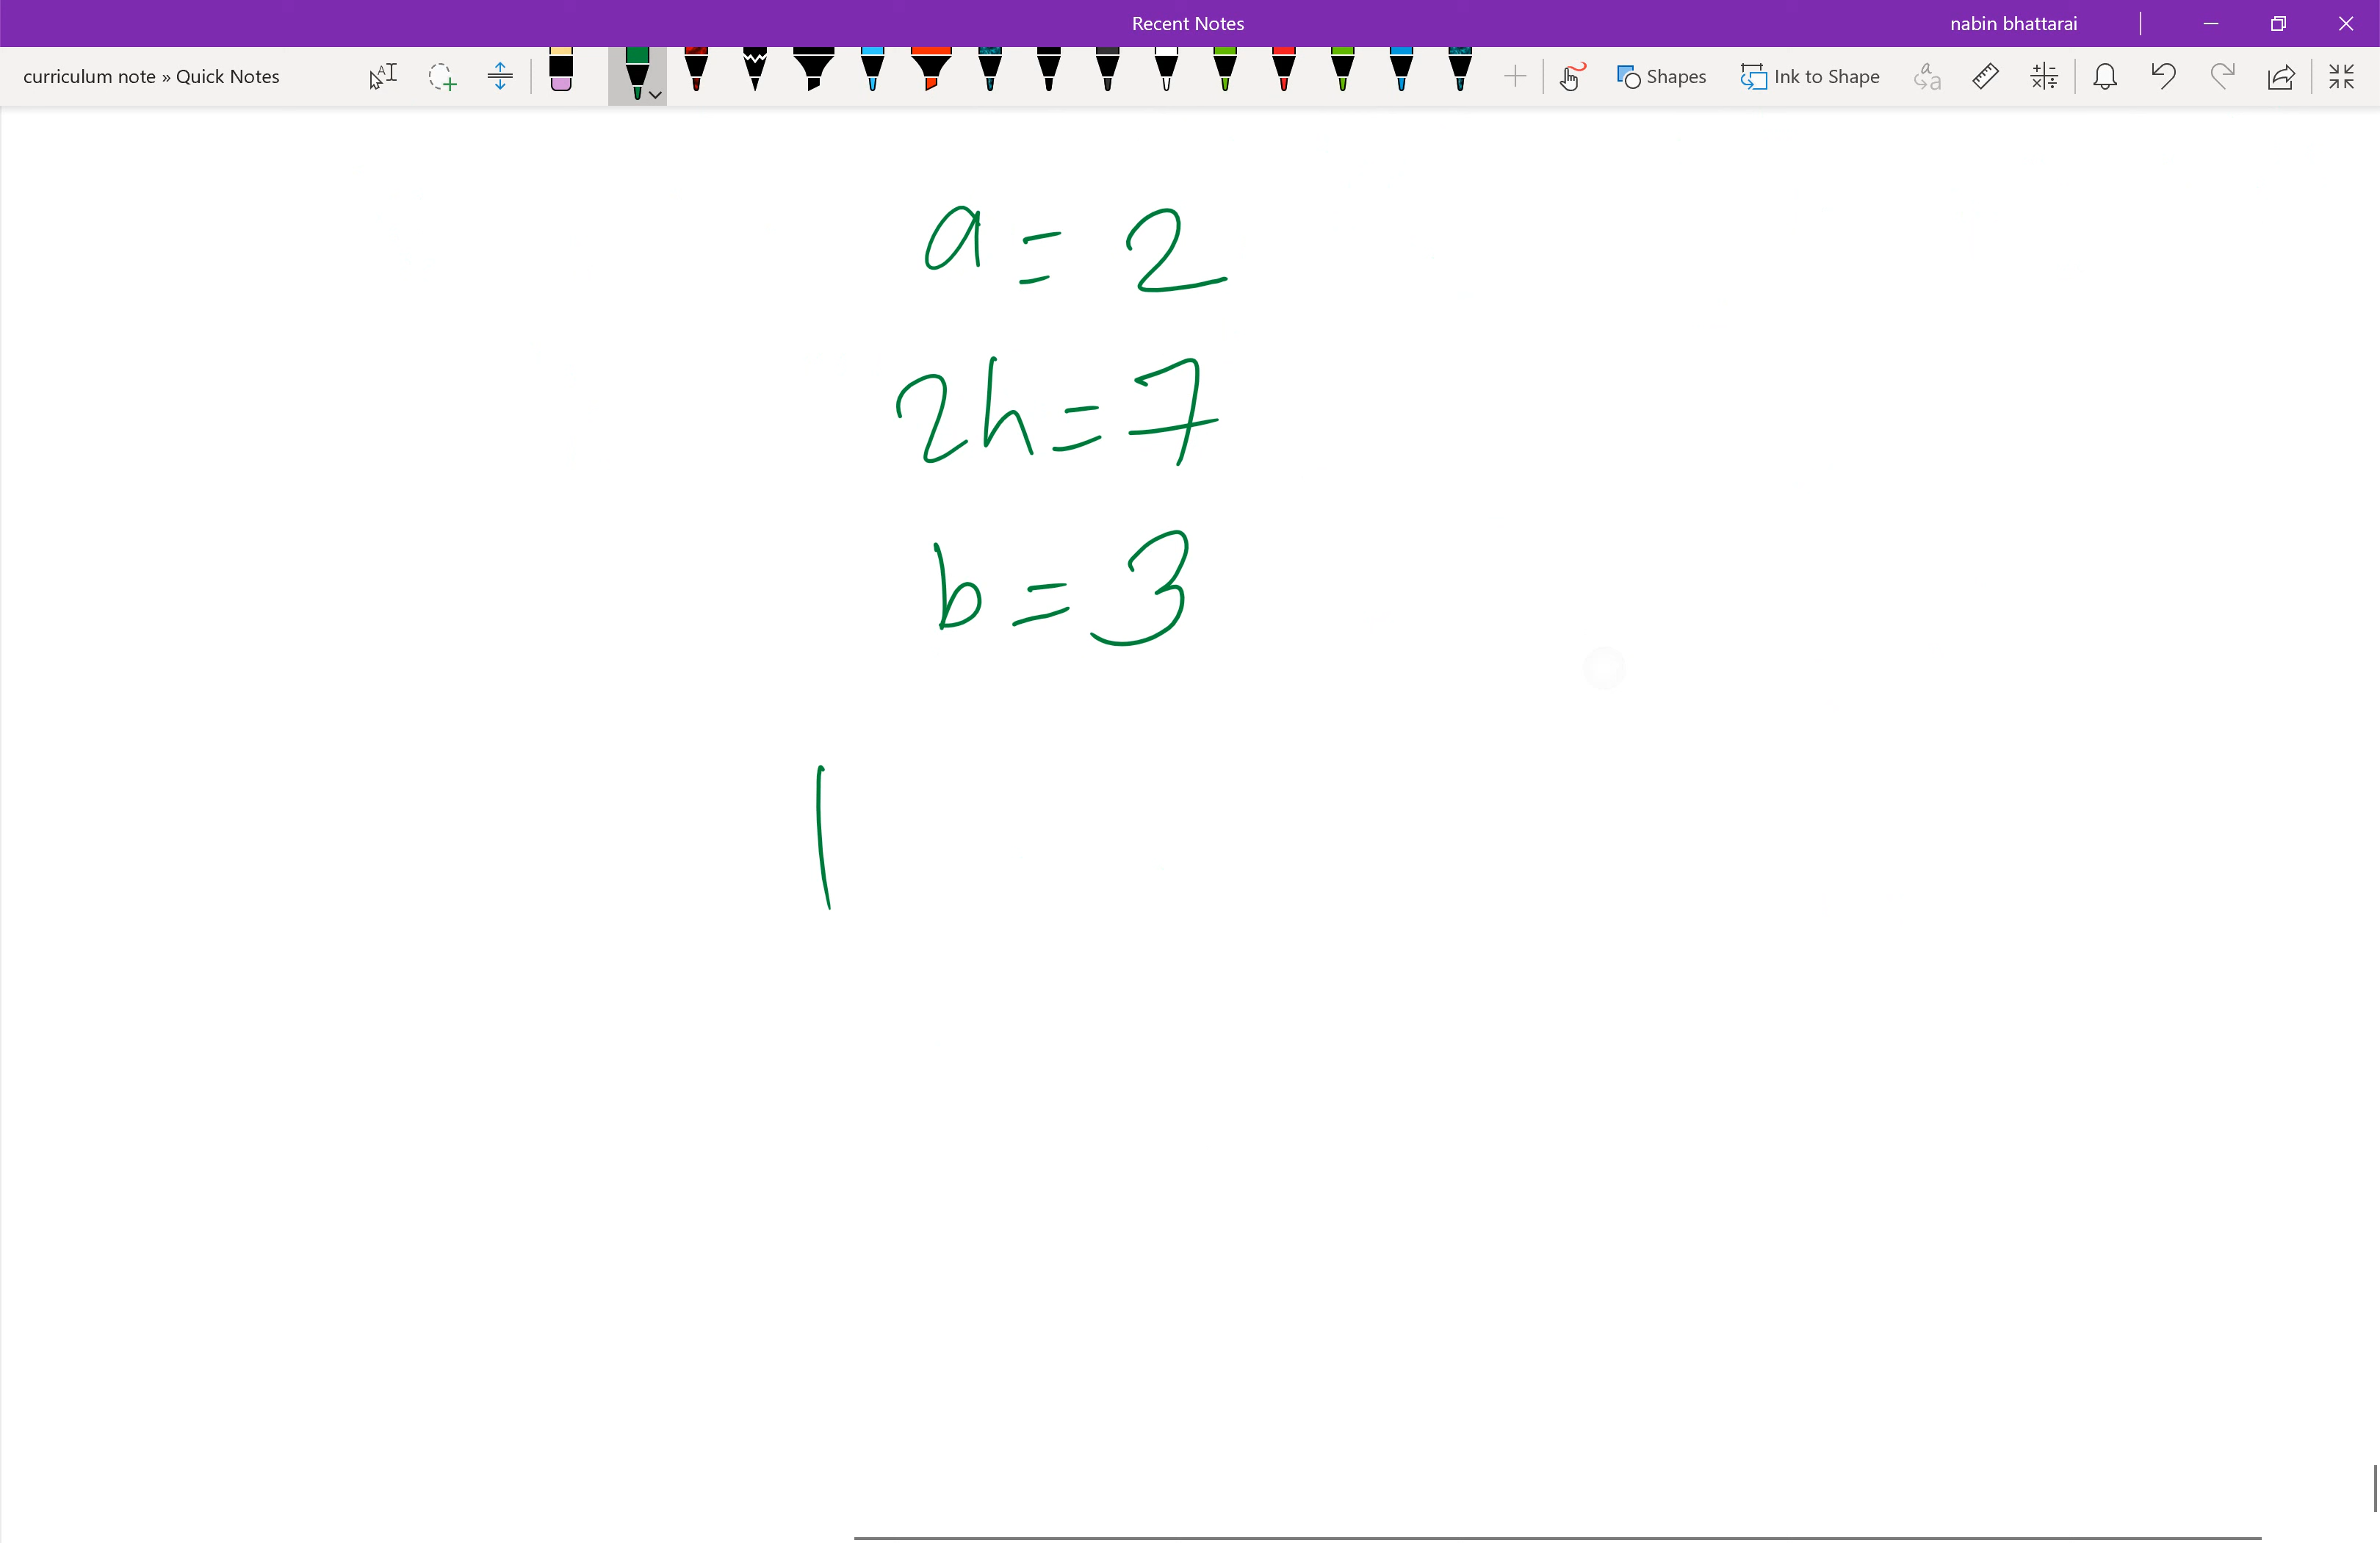 Recent Notes
nabin bhattarai
curriculum note » Quick Notes
Shapes
Ink to Shape
a = 2
2h = 7
b = 3